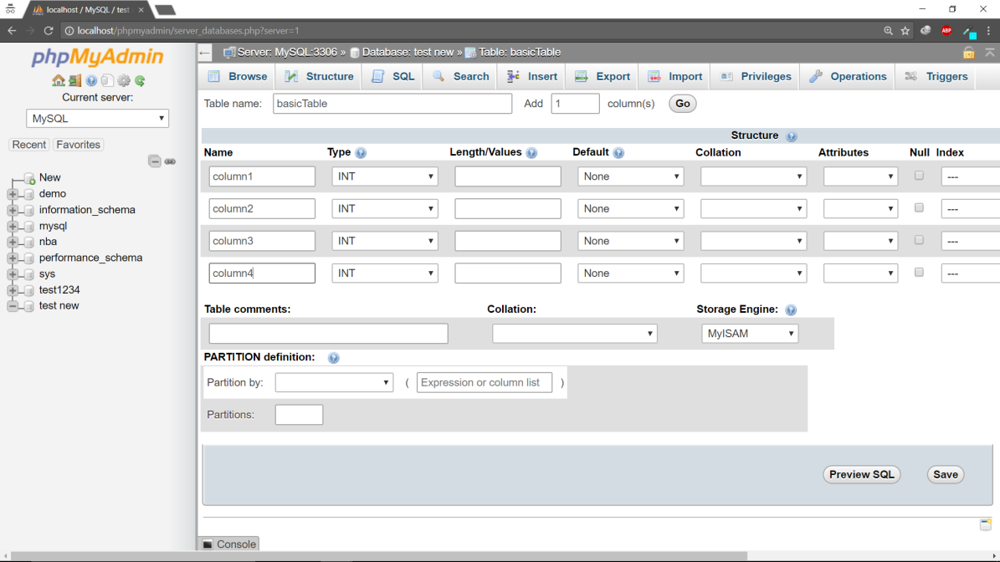 localhost / MySQL / test
localhost/phpmyadmin/server_databases.php?server=1
ABP
phpMyAdmin
Current server:
MySQL
Recent Favorites
New
demo
information_schema
mysql
nba
performance_schema
sys
test1234
test new
Server: MySQL:3306 » Database: test new » Table: basicTable
Browse Structure SQL Search Insert Export Import Privileges Operations Triggers
Table name: basicTable Add 1 column(s) Go
Structure
Name Type Length/Values Default Collation Attributes Null Index
column1 INT None ---
column2 INT None ---
column3 INT None ---
column4 INT None ---
Table comments: Collation: Storage Engine:
MyISAM
PARTITION definition:
Partition by: ( Expression or column list )
Partitions:
Preview SQL Save
Console